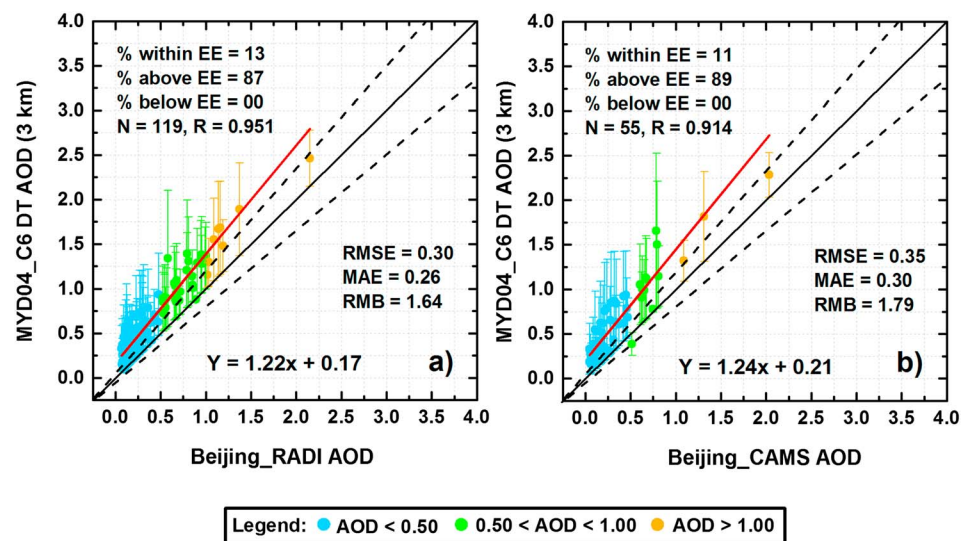 % within EE = 13
% above EE = 87
% below EE = 00
N = 119, R = 0.951
RMSE = 0.30
MAE = 0.26
RMB = 1.64
Y = 1.22x + 0.17
a)
MYD04_C6 DT AOD (3 km)
4.0
3.5
3.0
2.5
2.0
1.5
1.0
0.5
0.0
0.0 0.5 1.0 1.5 2.0 2.5 3.0 3.5 4.0
Beijing_RADI AOD
% within EE = 11
% above EE = 89
% below EE = 00
N = 55, R = 0.914
RMSE = 0.35
MAE = 0.30
RMB = 1.79
Y = 1.24x + 0.21
b)
MYD04_C6 DT AOD (3 km)
4.0
3.5
3.0
2.5
2.0
1.5
1.0
0.5
0.0
0.0 0.5 1.0 1.5 2.0 2.5 3.0 3.5 4.0
Beijing_CAMS AOD
Legend: AOD < 0.50 0.50 < AOD < 1.00 AOD > 1.00